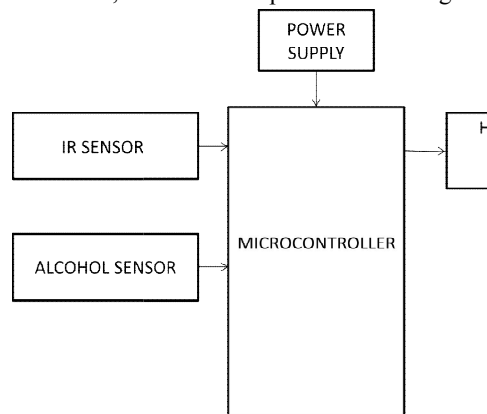 POWER
SUPPLY
IR SENSOR
ALCOHOL SENSOR
MICROCONTROLLER
H